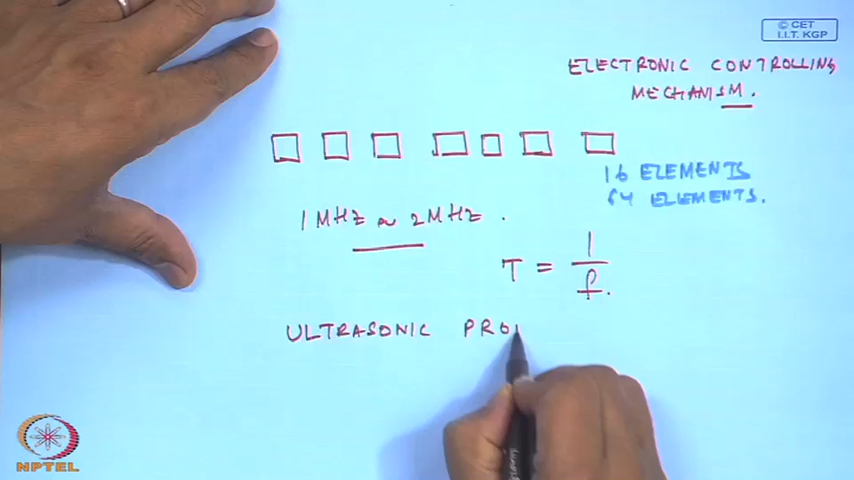 © CET
I.I.T. KGP
ELECTRONIC CONTROLLING
MECHANISM.
16 ELEMENTS
64 ELEMENTS.
1 MHz ~ 2 MHz .
T = 1/f.
ULTRASONIC PRO
NPTEL